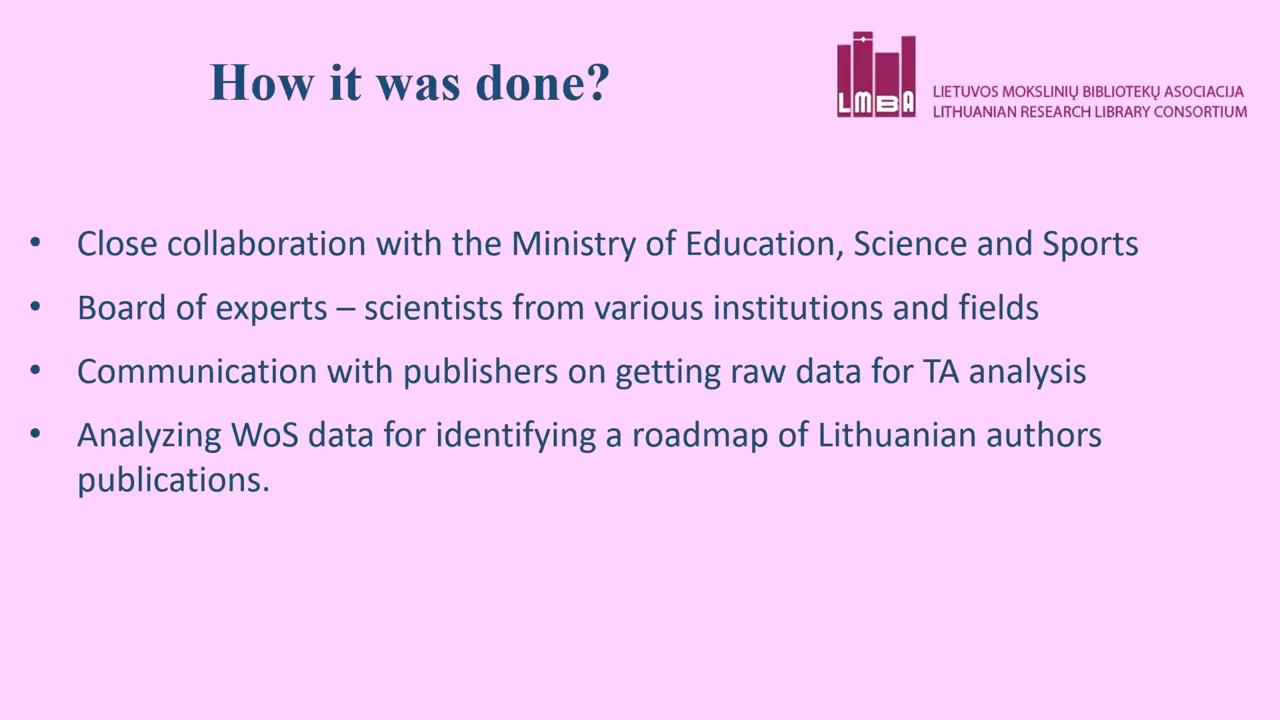 How it was done?
LMBA
LIETUVOS MOKSLINIŲ BIBLIOTEKŲ ASOCIACIJA
LITHUANIAN RESEARCH LIBRARY CONSORTIUM
• Close collaboration with the Ministry of Education, Science and Sports
• Board of experts – scientists from various institutions and fields
• Communication with publishers on getting raw data for TA analysis
• Analyzing WoS data for identifying a roadmap of Lithuanian authors
publications.